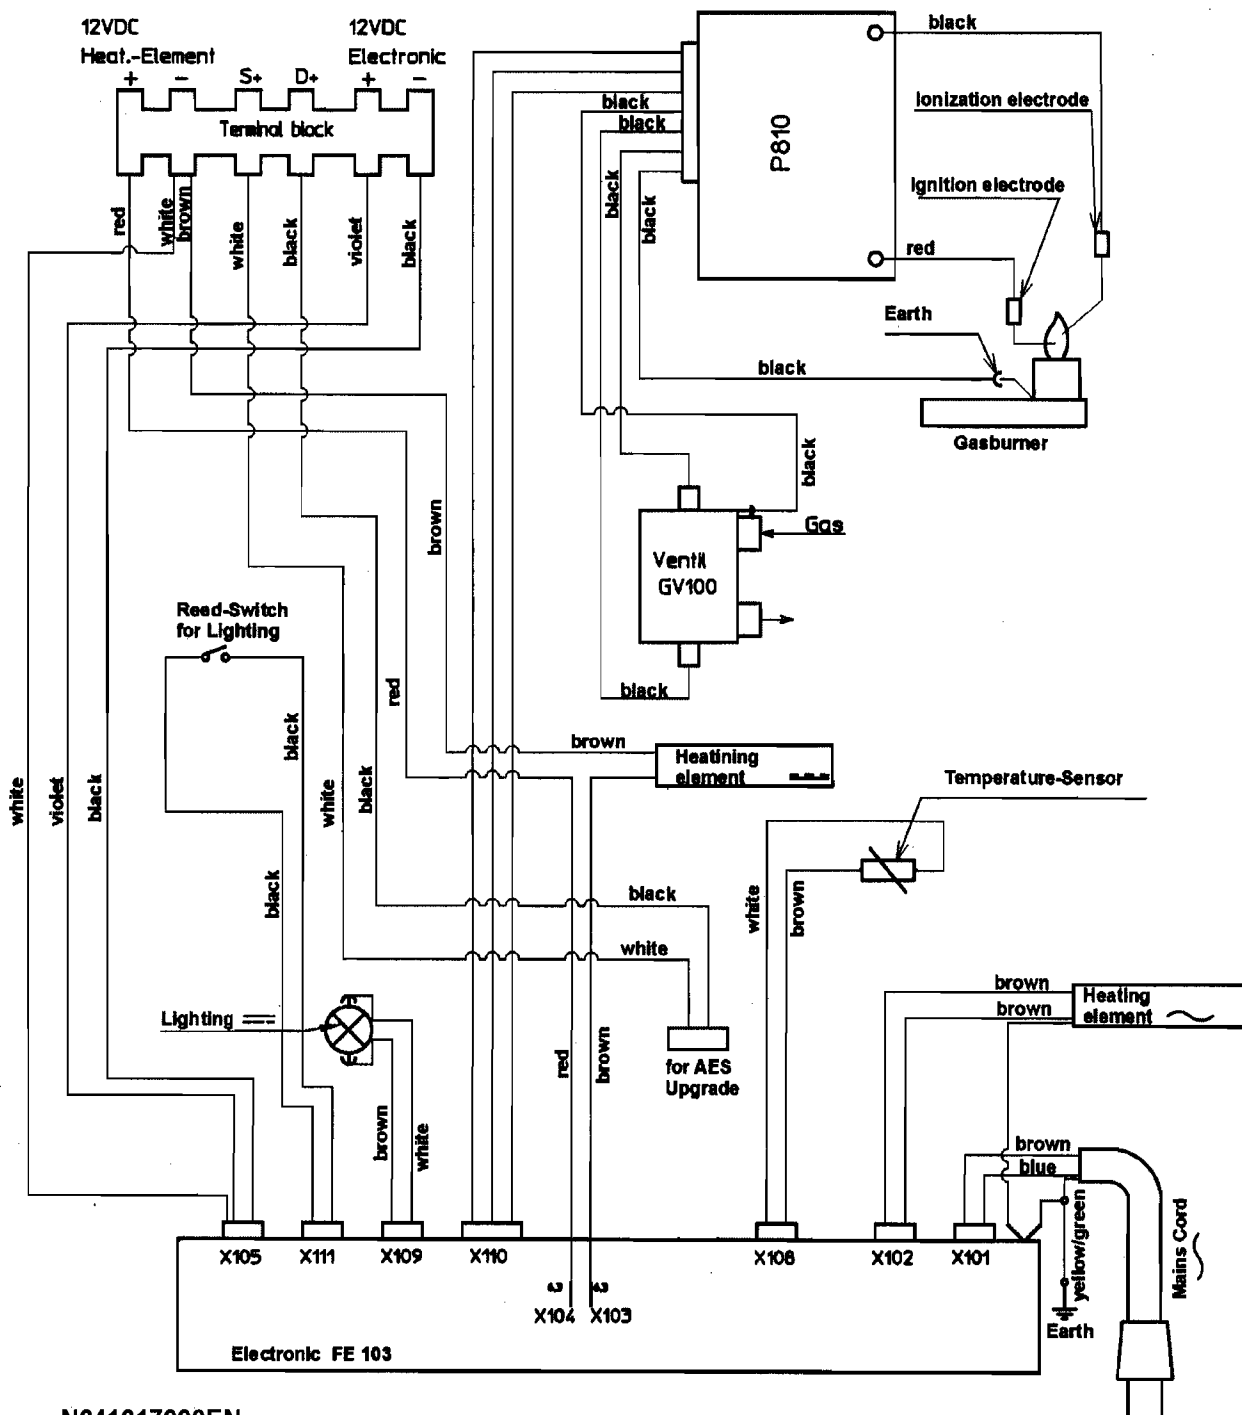 12VDC
Heat.-Element
12VDC
Electronic
+ − S+ D+ + −
Terminal block
red
white
brown
white
black
violet
black
black
black
black
black
P810
black
Ionization electrode
Ignition electrode
red
Earth
black
Gasburner
black
Gas
Ventil
GV100
black
brown
Reed-Switch
for Lighting
red
black
white
black
white
violet
black
brown
Heatining
element
Temperature-Sensor
black
black
white
white
brown
brown
brown
Heating
element
Lighting
for AES
Upgrade
red
brown
brown
white
brown
blue
yellow/green
Mains Cord
X105
X111
X109
X110
X108
X102
X101
6.3
6.3
X104
X103
Earth
Electronic FE 103